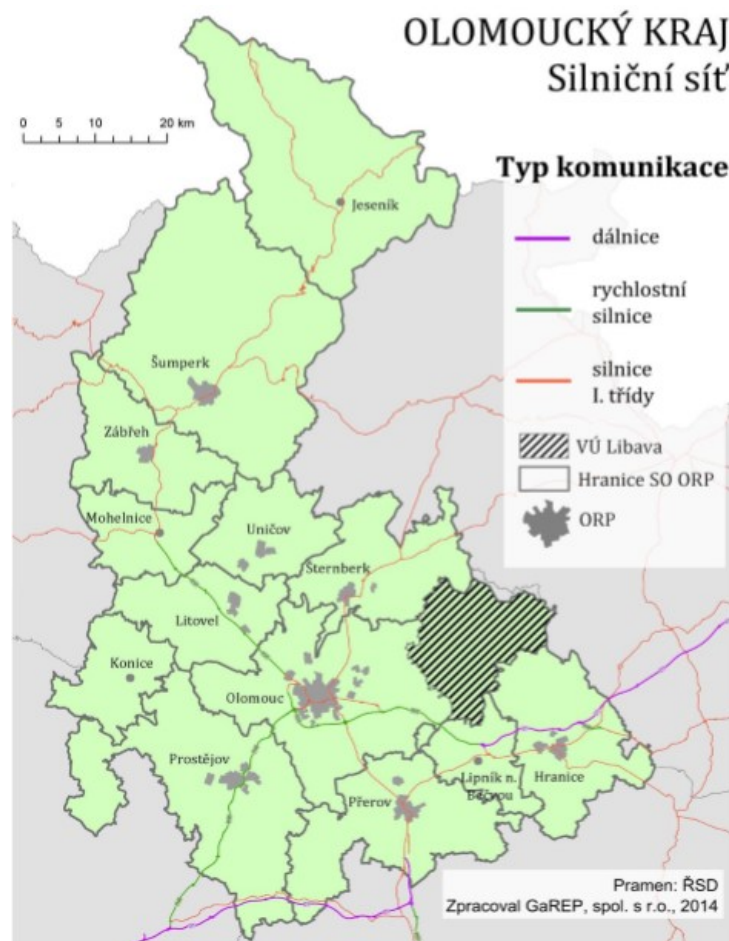 OLOMOUCKÝ KRAJ
Silniční síť
0 5 10 20 km
Typ komunikace
dálnice
rychlostní
silnice
silnice
I. třídy
VÚ Libava
Hranice SO ORP
ORP
Jeseník
Šumperk
Zábřeh
Mohelnice
Uničov
Šternberk
Litovel
Konice
Olomouc
Prostějov
Přerov
Lipník n.
Bečvou
Hranice
Pramen: ŘSD
Zpracoval GaREP, spol. s r.o., 2014